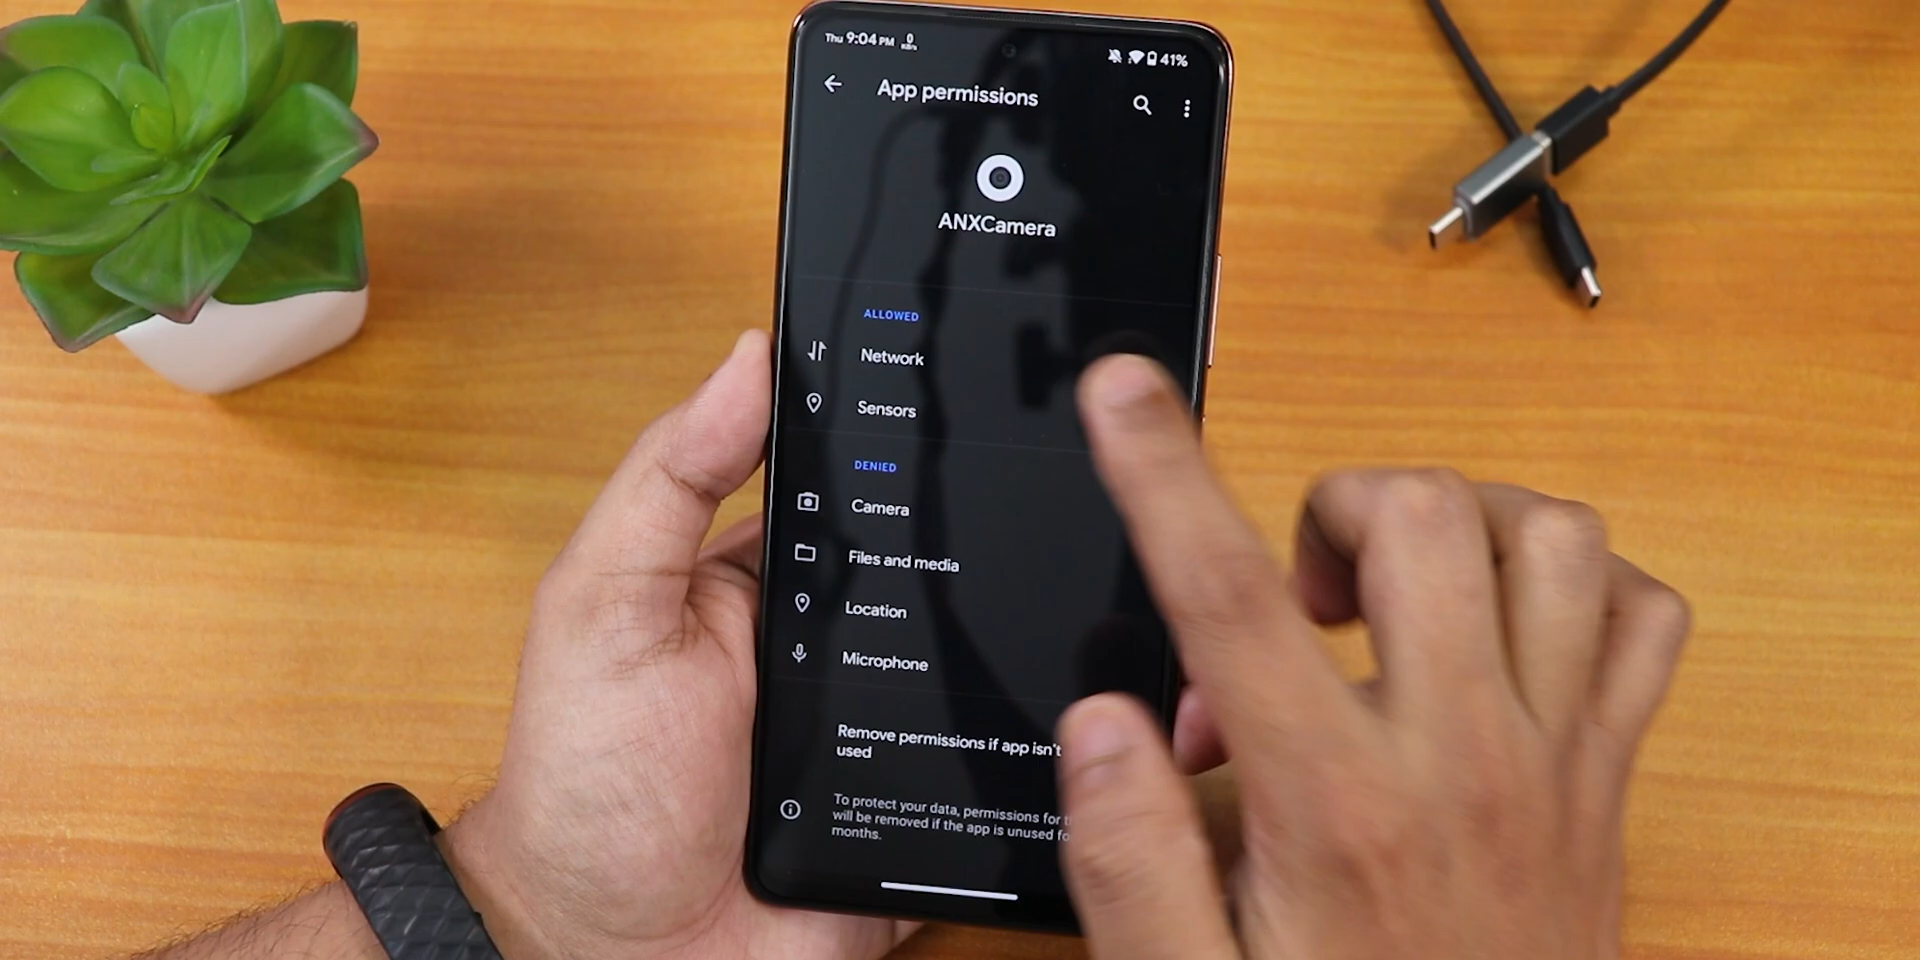 Thu 9:04 PM 0 KB/s 41%
App permissions
ANXCamera
ALLOWED
Network
Sensors
DENIED
Camera
Files and media
Location
Microphone
Remove permissions if app isn't
used
To protect your data, permissions for
will be removed if the app is unused
months.